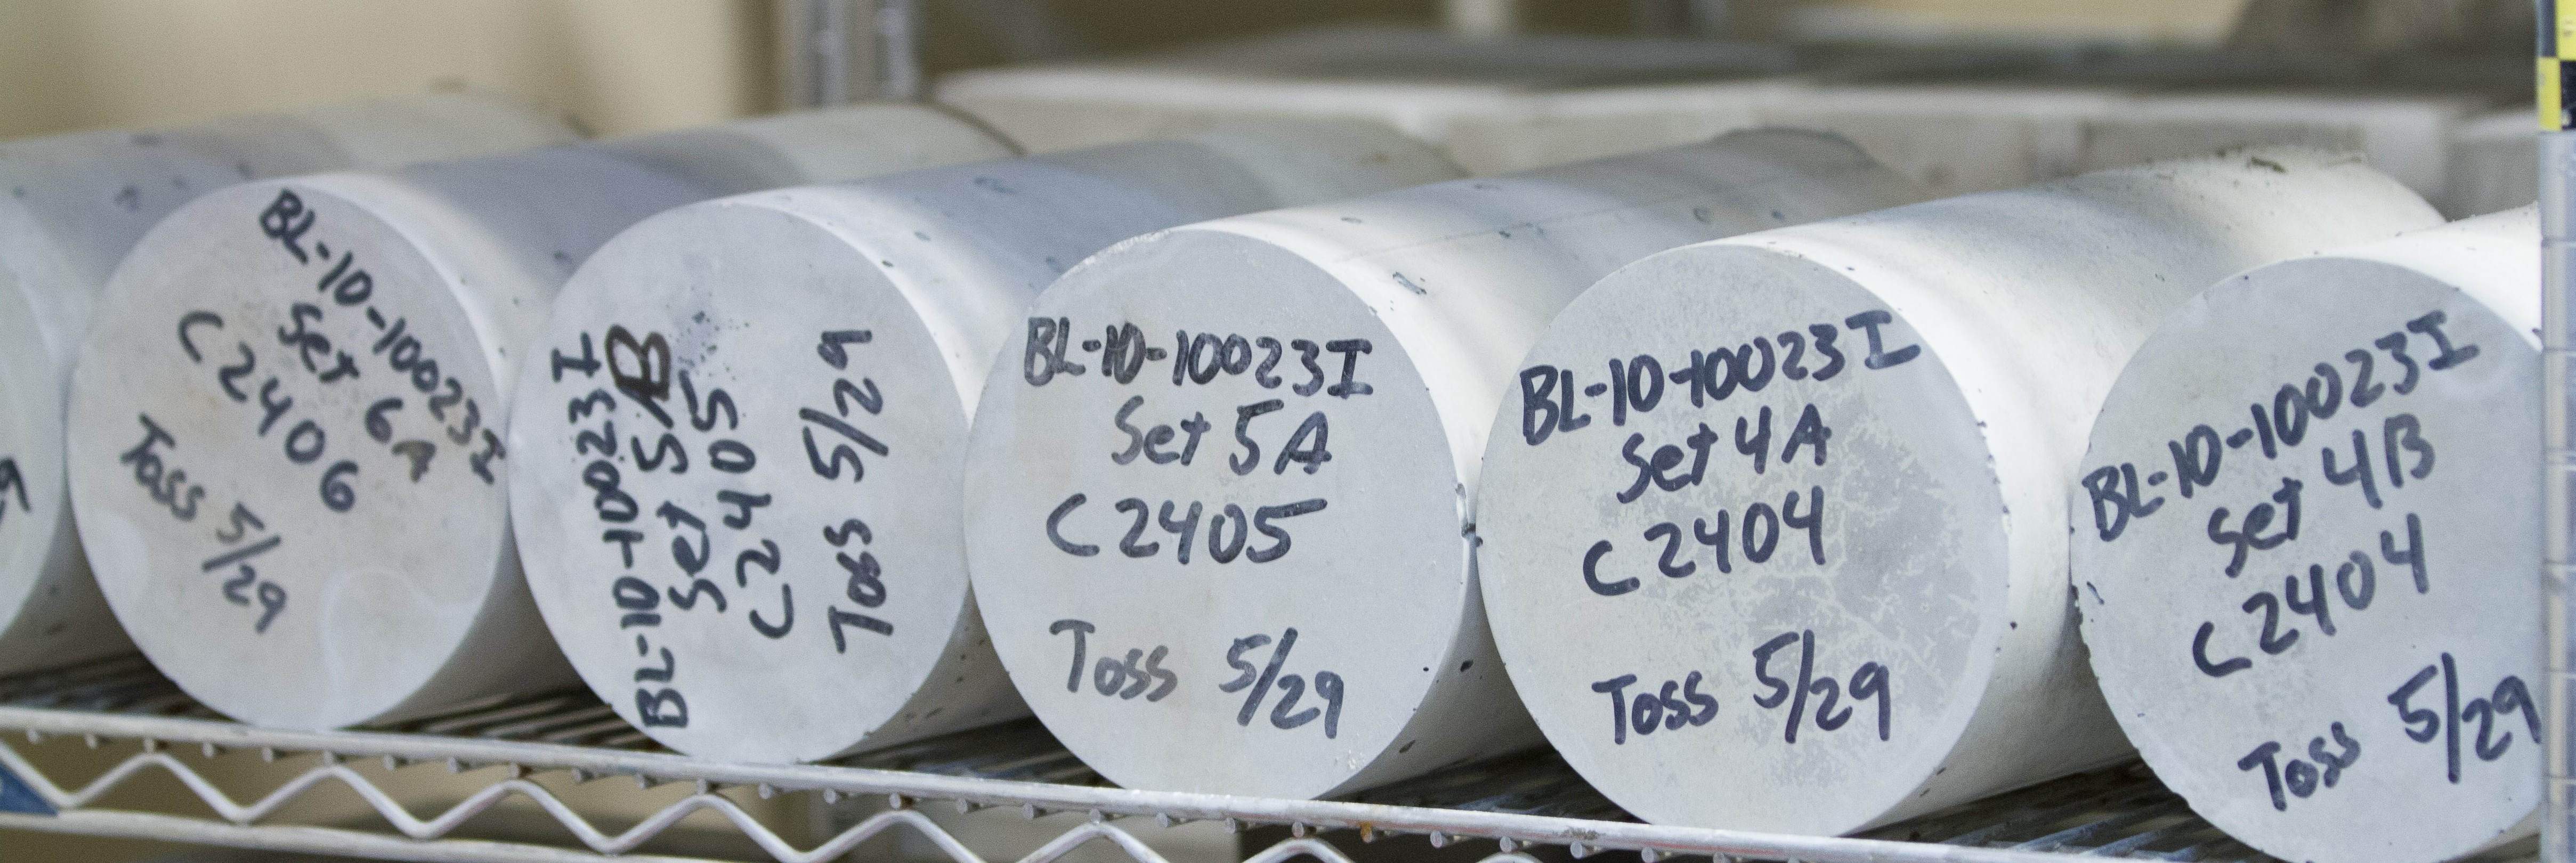 BL-10-10023I
Set 6A
C2406
Toss 5/29
BL-10-10023I
Set 5B
C2405
Toss 5/29
BL-10-10023I
Set 5A
C2405
Toss 5/29
BL-10-10023I
Set 4A
C2404
Toss 5/29
BL-10-10023I
Set 4B
C2404
Toss 5/29